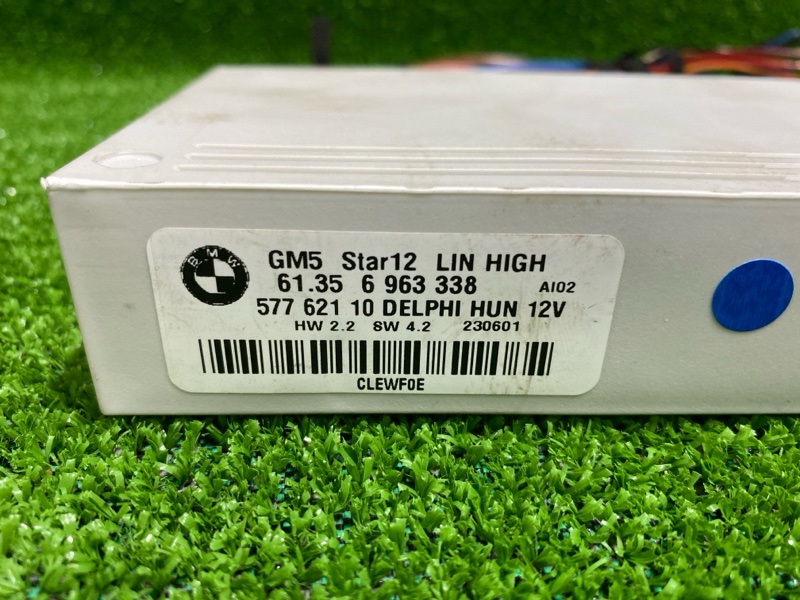 BMW
GM5 Star12 LIN HIGH
61.35 6 963 338 AI02
577 621 10 DELPHI HUN 12V
HW 2.2 SW 4.2 230601
CLEWF0E